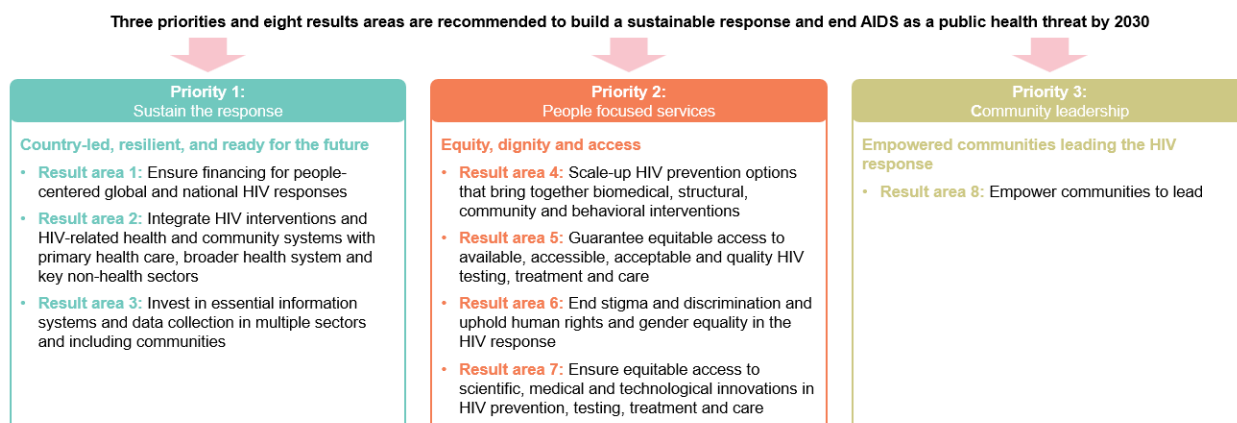 Three priorities and eight results areas are recommended to build a sustainable response and end AIDS as a public health threat by 2030
Priority 1:
Sustain the response
Country-led, resilient, and ready for the future
• Result area 1: Ensure financing for people-
centered global and national HIV responses
• Result area 2: Integrate HIV interventions and
HIV-related health and community systems with
primary health care, broader health system and
key non-health sectors
• Result area 3: Invest in essential information
systems and data collection in multiple sectors
and including communities
Priority 2:
People focused services
Equity, dignity and access
• Result area 4: Scale-up HIV prevention options
that bring together biomedical, structural,
community and behavioral interventions
• Result area 5: Guarantee equitable access to
available, accessible, acceptable and quality HIV
testing, treatment and care
• Result area 6: End stigma and discrimination and
uphold human rights and gender equality in the
HIV response
• Result area 7: Ensure equitable access to
scientific, medical and technological innovations in
HIV prevention, testing, treatment and care
Priority 3:
Community leadership
Empowered communities leading the HIV
response
• Result area 8: Empower communities to lead